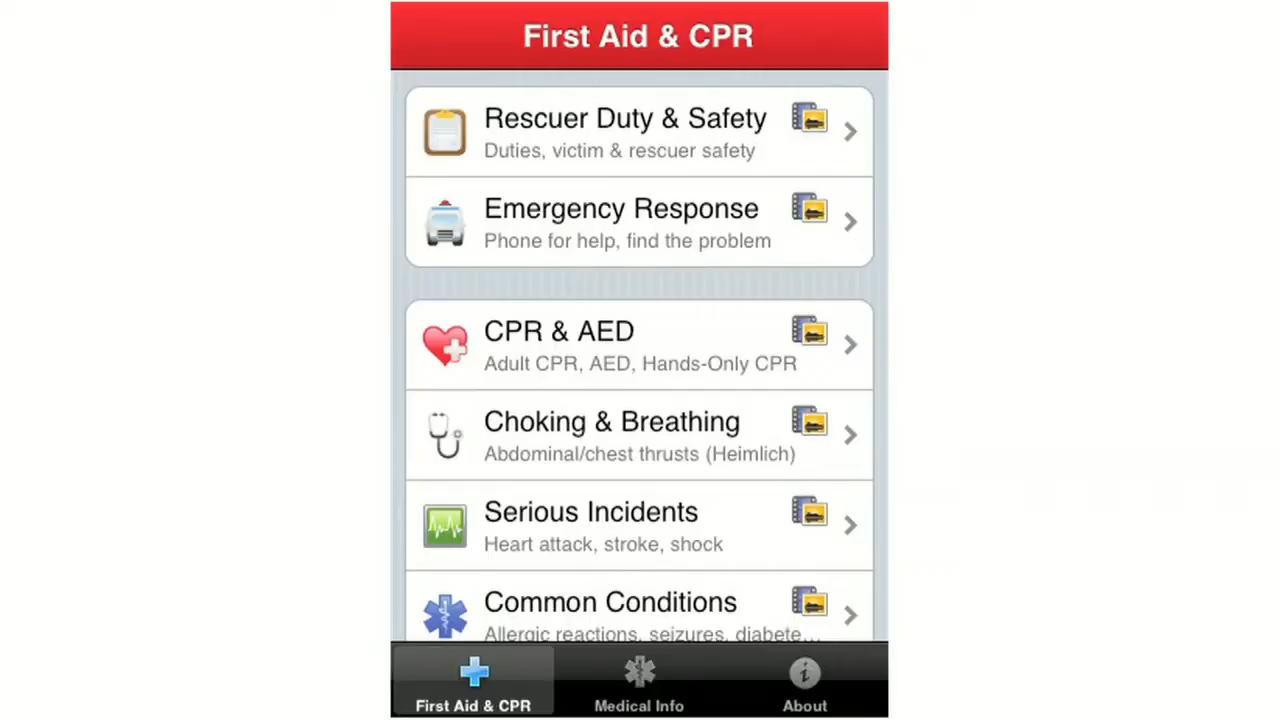 First Aid & CPR
Rescuer Duty & Safety
Duties, victim & rescuer safety
Emergency Response
Phone for help, find the problem
CPR & AED
Adult CPR, AED, Hands-Only CPR
Choking & Breathing
Abdominal/chest thrusts (Heimlich)
Serious Incidents
Heart attack, stroke, shock
Common Conditions
Allergic reactions, seizures, diabete...
First Aid & CPR
Medical Info
About